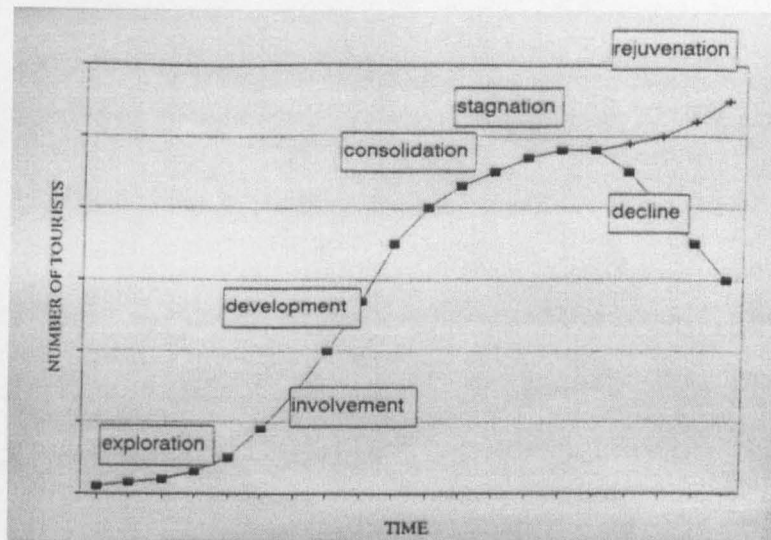 rejuvenation
stagnation
consolidation
decline
development
involvement
exploration
NUMBER OF TOURISTS
TIME